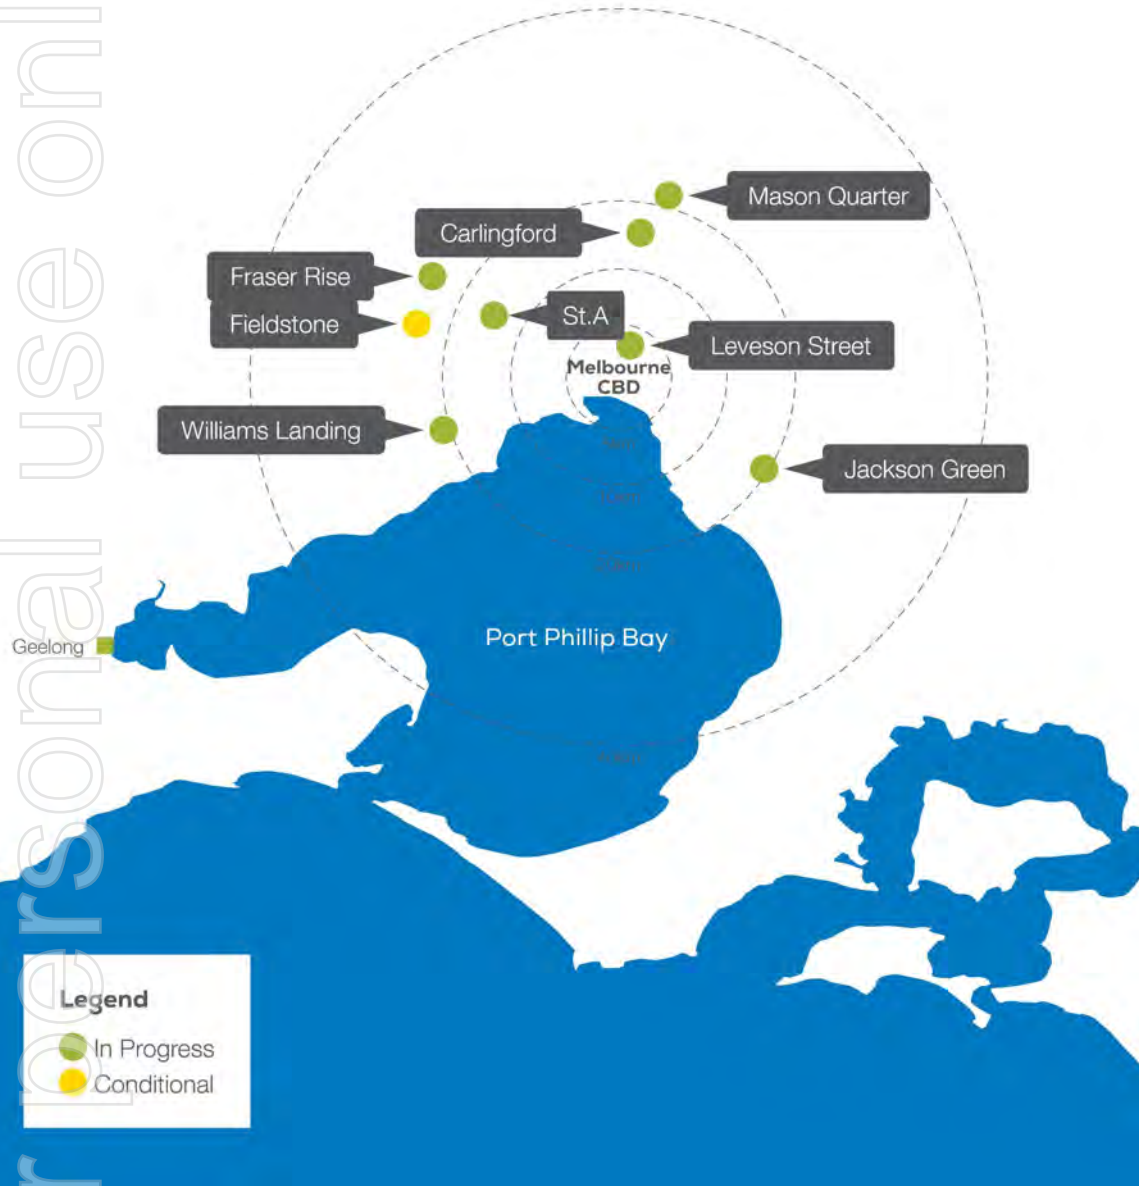 Mason Quarter
Carlingford
Fraser Rise
St.A
Fieldstone
Leveson Street
Melbourne
CBD
Williams Landing
Jackson Green
Port Phillip Bay
Geelong
Legend
In Progress
Conditional
r personal use onl